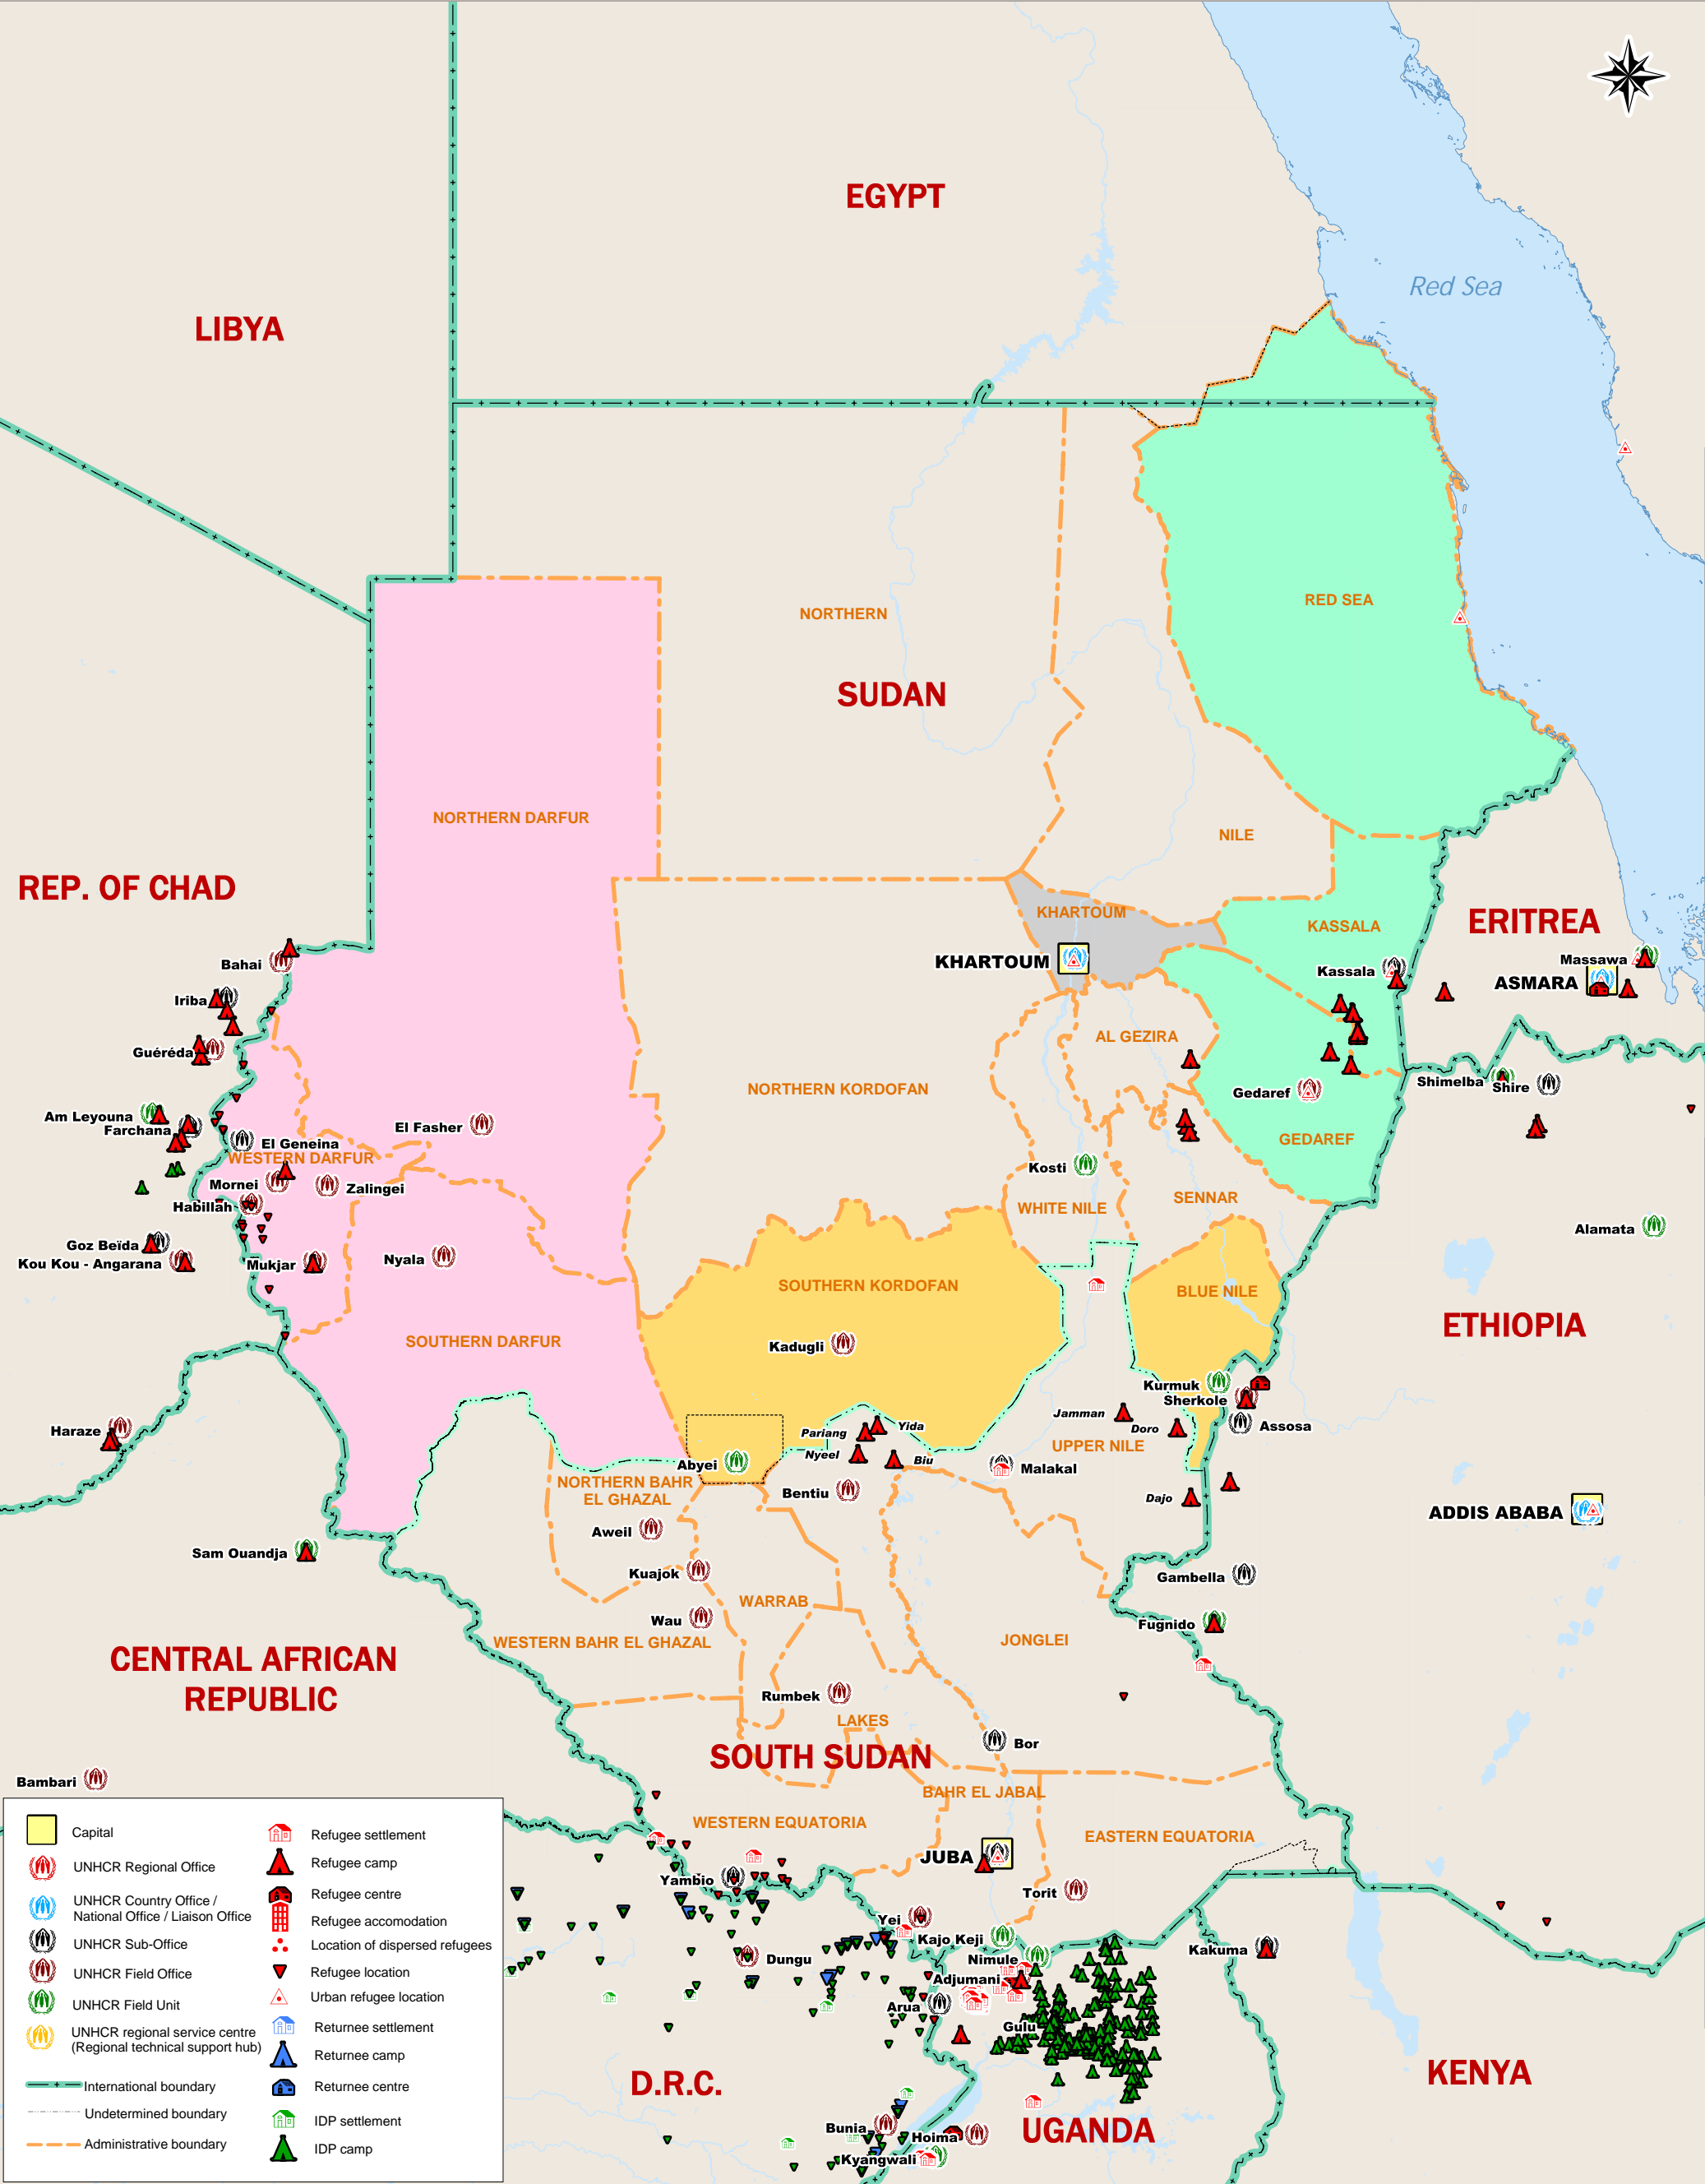 EGYPT
Red Sea
LIBYA
RED SEA
NORTHERN
SUDAN
NORTHERN DARFUR
NILE
REP. OF CHAD
KHARTOUM
ERITREA
KASSALA
KHARTOUM
Massawa
Bahai
Kassala
ASMARA
Iriba
AL GEZIRA
Guéréda
Shimelba
Shire
NORTHERN KORDOFAN
Gedaref
Am Leyouna
El Fasher
Farchana
GEDAREF
El Geneina
WESTERN DARFUR
Kosti
Mornei
Zalingei
SENNAR
Habillah
WHITE NILE
Alamata
Goz Beïda
Kou Kou - Angarana
Mukjar
Nyala
SOUTHERN KORDOFAN
BLUE NILE
ETHIOPIA
SOUTHERN DARFUR
Kadugli
Kurmuk
Sherkole
Jamman
Assosa
Haraze
Yida
Doro
Pariang
UPPER NILE
Nyeel
Biu
Abyei
Malakal
NORTHERN BAHR
EL GHAZAL
Bentiu
Dajo
ADDIS ABABA
Aweil
Sam Ouandja
Kuajok
Gambella
WARRAB
Wau
Fugnido
WESTERN BAHR EL GHAZAL
JONGLEI
CENTRAL AFRICAN
REPUBLIC
Rumbek
LAKES
Bor
SOUTH SUDAN
Bambari
BAHR EL JABAL
WESTERN EQUATORIA
EASTERN EQUATORIA
JUBA
Yambio
Torit
Yei
Kajo Keji
Kakuma
Dungu
Nimule
Adjumani
Arua
Gulu
D.R.C.
KENYA
Bunia
UGANDA
Hoima
Kyangwali
Capital
UNHCR Regional Office
UNHCR Country Office /
National Office / Liaison Office
UNHCR Sub-Office
UNHCR Field Office
UNHCR Field Unit
UNHCR regional service centre
(Regional technical support hub)
International boundary
Undetermined boundary
Administrative boundary
Refugee settlement
Refugee camp
Refugee centre
Refugee accomodation
Location of dispersed refugees
Refugee location
Urban refugee location
Returnee settlement
Returnee camp
Returnee centre
IDP settlement
IDP camp